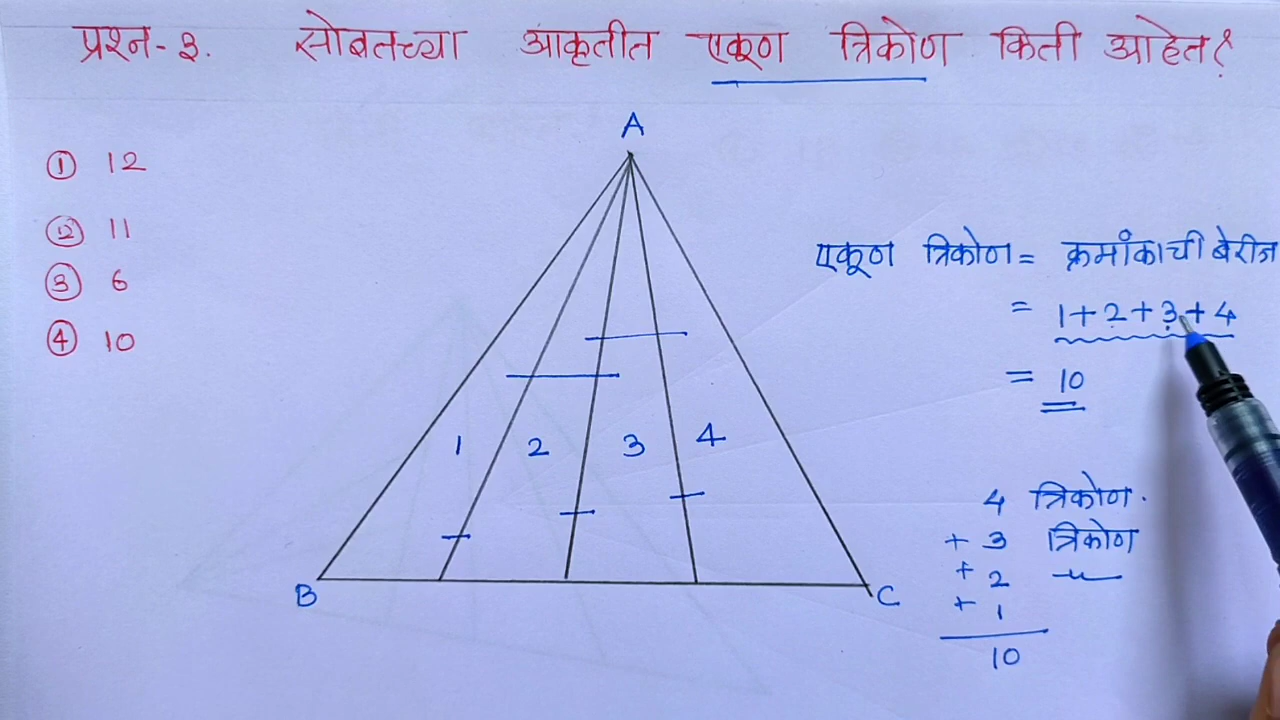 प्रश्न-३. सोबतच्या आकृतीत एकूण त्रिकोण किती आहेत?
① 12
② 11
③ 6
④ 10
A
B
C
1 2 3 4
एकूण त्रिकोण = क्रमांकाची बेरीज
= 1+2+3+4
= 10
4 त्रिकोण.
+ 3 त्रिकोण
+ 2 -"-
+ 1
10